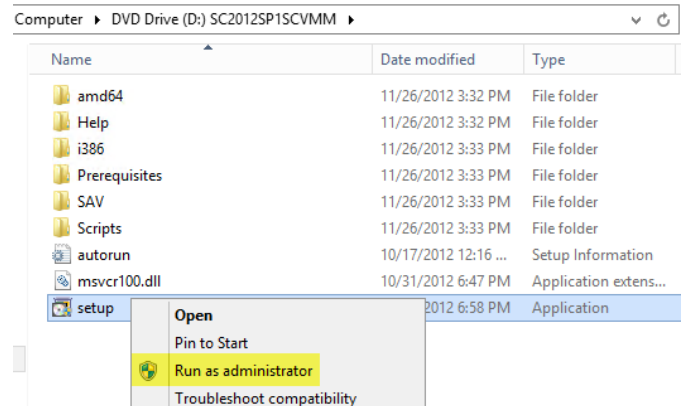 Computer ▸ DVD Drive (D:) SC2012SP1SCVMM ▸
Name Date modified Type
amd64 11/26/2012 3:32 PM File folder
Help 11/26/2012 3:32 PM File folder
i386 11/26/2012 3:33 PM File folder
Prerequisites 11/26/2012 3:33 PM File folder
SAV 11/26/2012 3:33 PM File folder
Scripts 11/26/2012 3:33 PM File folder
autorun 10/17/2012 12:16 ... Setup Information
msvcr100.dll 10/31/2012 6:47 PM Application extens...
setup 2012 6:58 PM Application
Open
Pin to Start
Run as administrator
Troubleshoot compatibility